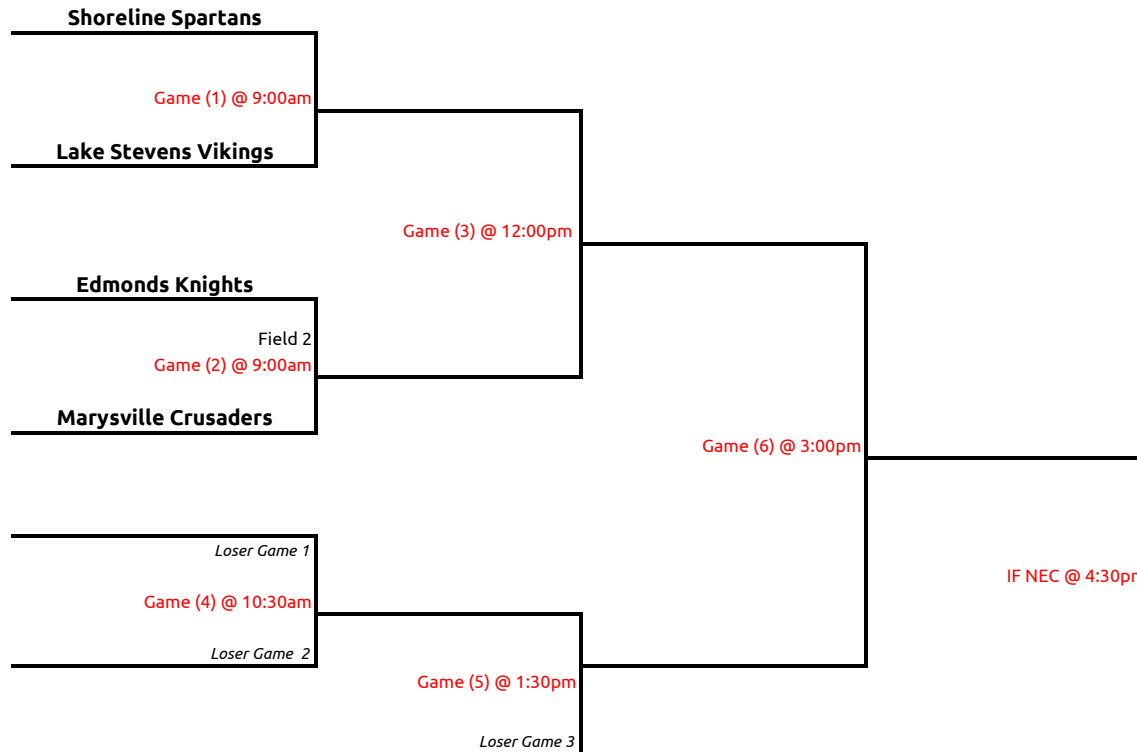 Shoreline Spartans
Game (1) @ 9:00am
Lake Stevens Vikings
Game (3) @ 12:00pm
Edmonds Knights
Field 2
Game (2) @ 9:00am
Marysville Crusaders
Game (6) @ 3:00pm
Loser Game 1
IF NEC @ 4:30pm
Game (4) @ 10:30am
Loser Game 2
Game (5) @ 1:30pm
Loser Game 3